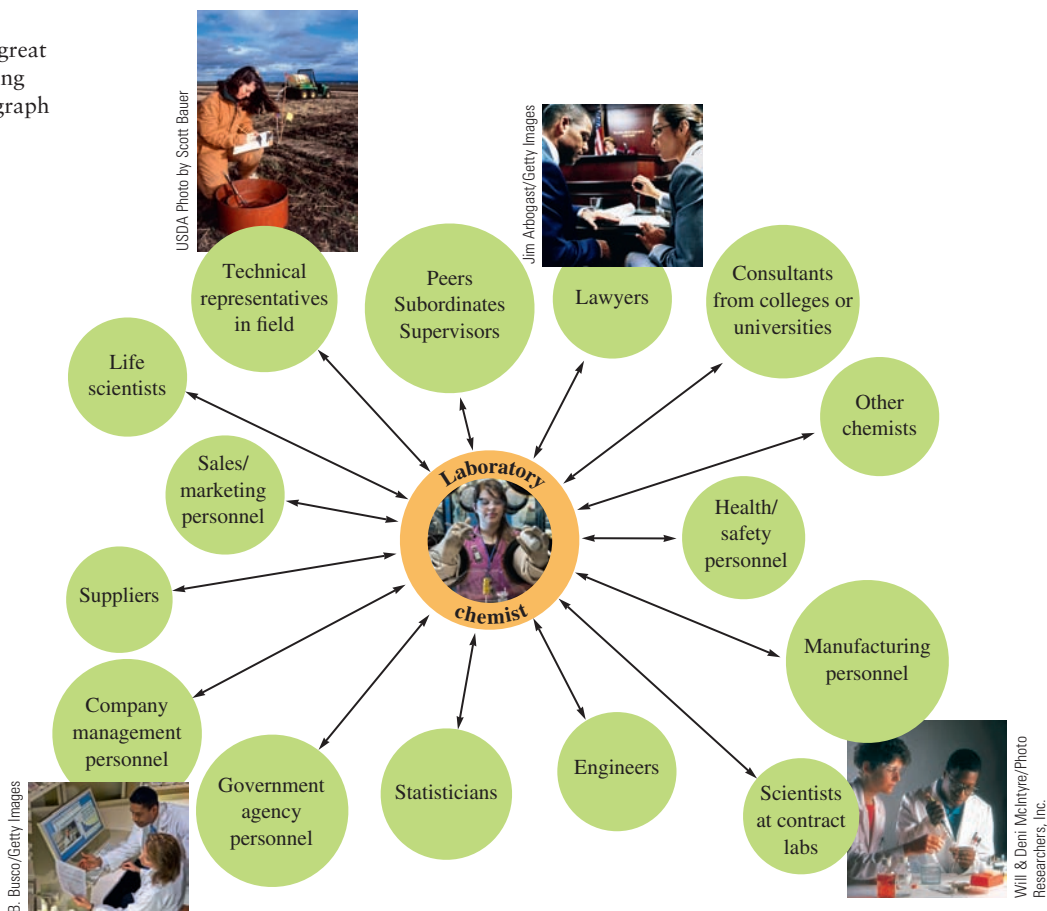 great
ng
graph
USDA Photo by Scott Bauer
Jim Arbogast/Getty Images
Technical
representatives
in field
Peers
Subordinates
Supervisors
Lawyers
Consultants
from colleges or
universities
Life
scientists
Other
chemists
Sales/
marketing
personnel
Laboratory
chemist
Health/
safety
personnel
Suppliers
Manufacturing
personnel
Company
management
personnel
Government
agency
personnel
Statisticians
Engineers
Scientists
at contract
labs
B. Busco/Getty Images
Will & Deni McIntyre/Photo
Researchers, Inc.